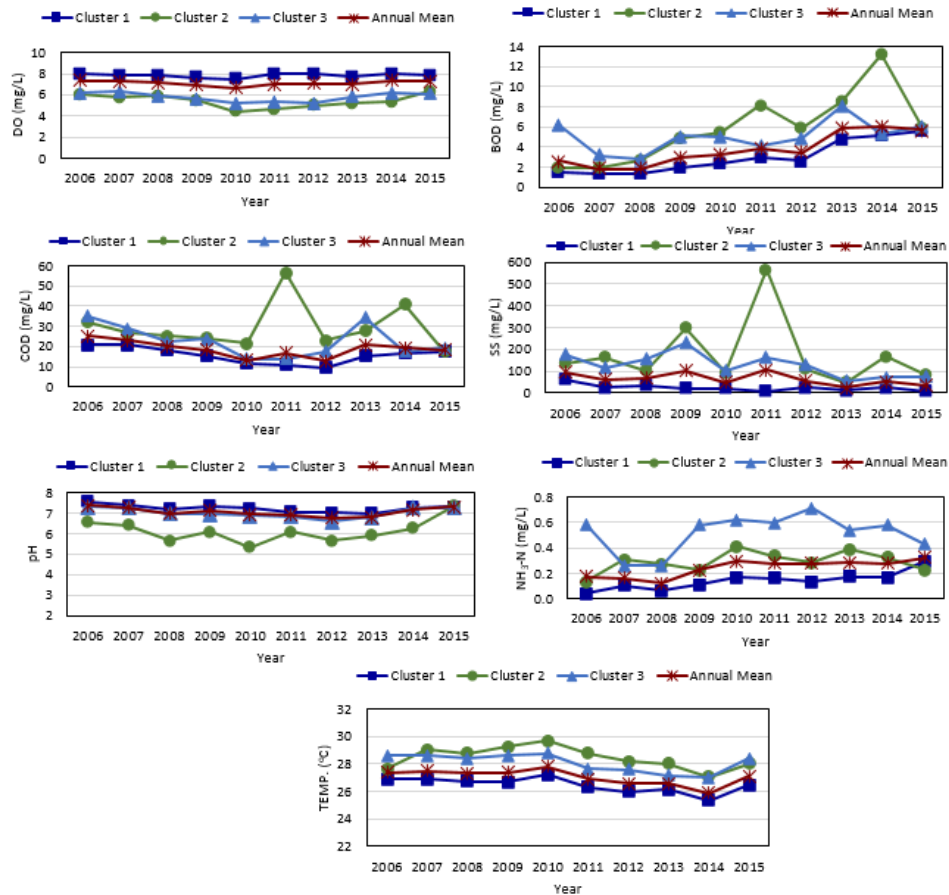 Cluster 1 Cluster 2 Cluster 3 Annual Mean
DO (mg/L)
10
8
6
4
2
0
2006 2007 2008 2009 2010 2011 2012 2013 2014 2015
Year
Cluster 1 Cluster 2 Cluster 3 Annual Mean
BOD (mg/L)
14
12
10
8
6
4
2
0
2006 2007 2008 2009 2010 2011 2012 2013 2014 2015
Year
Cluster 1 Cluster 2 Cluster 3 Annual Mean
COD (mg/L)
60
50
40
30
20
10
0
2006 2007 2008 2009 2010 2011 2012 2013 2014 2015
Year
Cluster 1 Cluster 2 Cluster 3 Annual Mean
SS (mg/L)
600
500
400
300
200
100
0
2006 2007 2008 2009 2010 2011 2012 2013 2014 2015
Year
Cluster 1 Cluster 2 Cluster 3 Annual Mean
pH
8
7
6
5
4
3
2
2006 2007 2008 2009 2010 2011 2012 2013 2014 2015
Year
Cluster 1 Cluster 2 Cluster 3 Annual Mean
NH₃-N (mg/L)
0.8
0.6
0.4
0.2
0.0
2006 2007 2008 2009 2010 2011 2012 2013 2014 2015
Year
Cluster 1 Cluster 2 Cluster 3 Annual Mean
TEMP. (°C)
32
30
28
26
24
22
2006 2007 2008 2009 2010 2011 2012 2013 2014 2015
Year